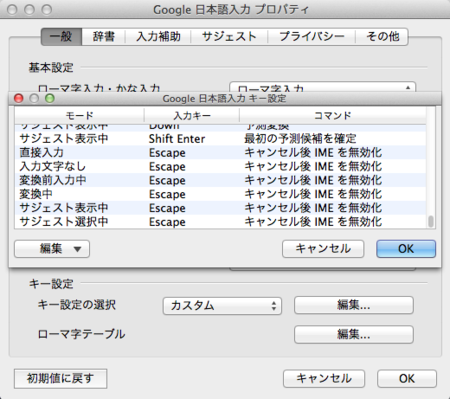 Google 日本語入力 プロパティ
一般 辞書 入力補助 サジェスト プライバシー その他
基本設定
ローマ字入力・かな入力 ローマ字入力
Google 日本語入力 キー設定
モード 入力キー コマンド
サジェスト表示中 Down 予測変換
サジェスト表示中 Shift Enter 最初の予測候補を確定
直接入力 Escape キャンセル後 IME を無効化
入力文字なし Escape キャンセル後 IME を無効化
変換前入力中 Escape キャンセル後 IME を無効化
変換中 Escape キャンセル後 IME を無効化
サジェスト表示中 Escape キャンセル後 IME を無効化
サジェスト選択中 Escape キャンセル後 IME を無効化
編集 キャンセル OK
キー設定
キー設定の選択 カスタム 編集...
ローマ字テーブル 編集...
初期値に戻す キャンセル OK